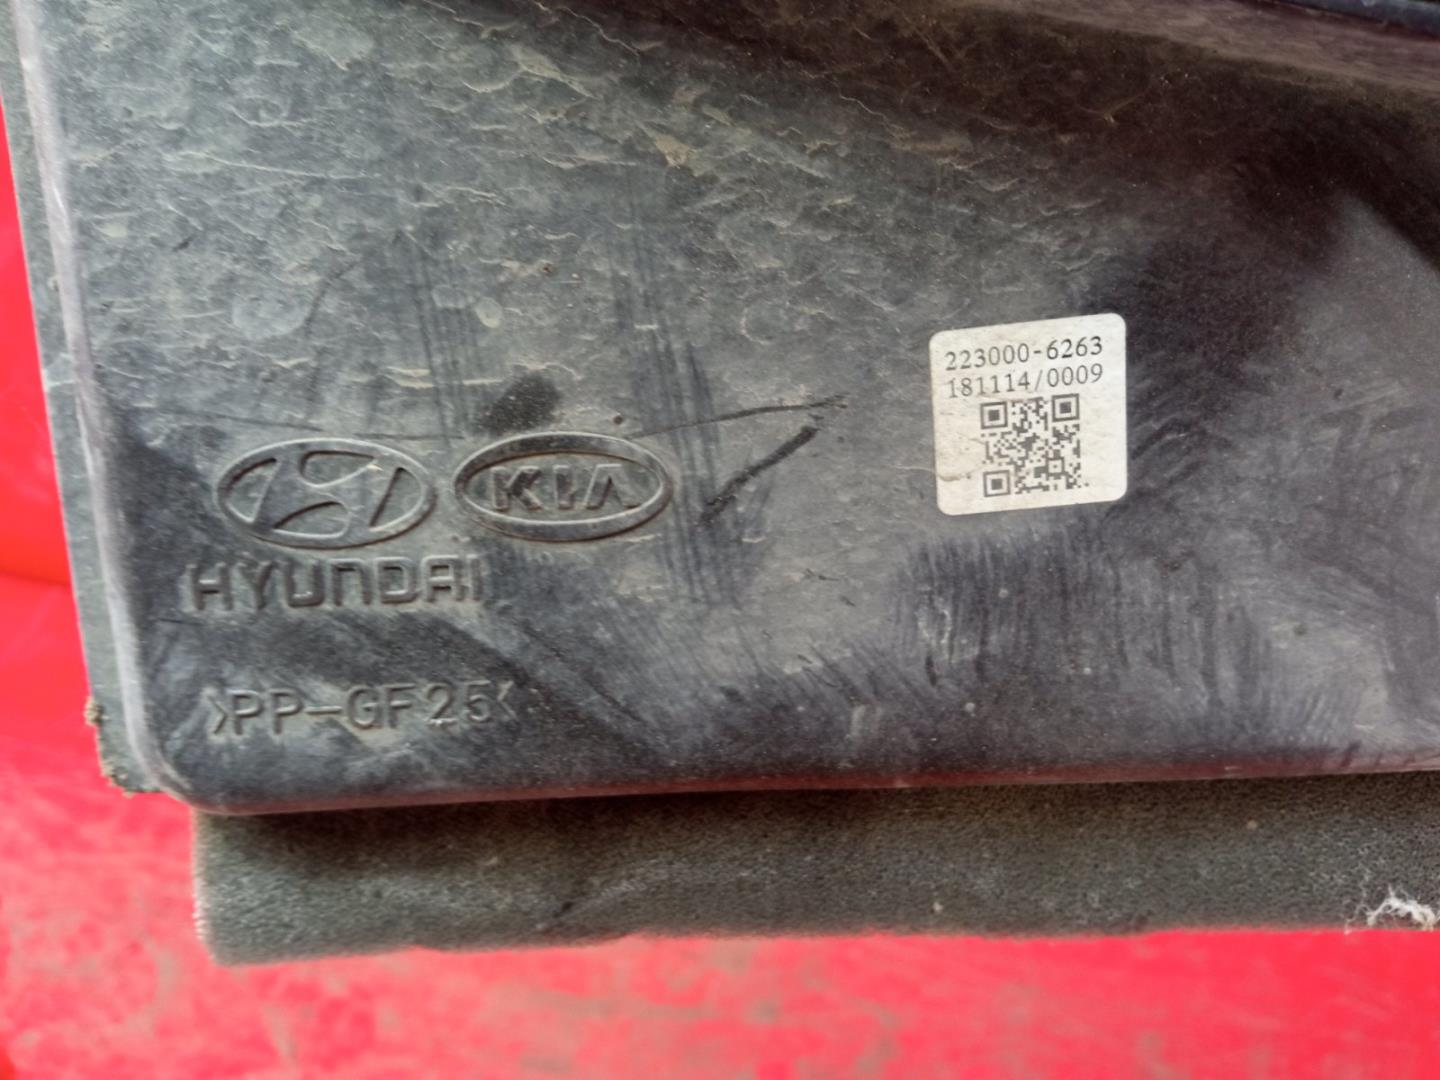 223000-6263
181114/0009
KIA
HYUNDAI
>PP-GF25<